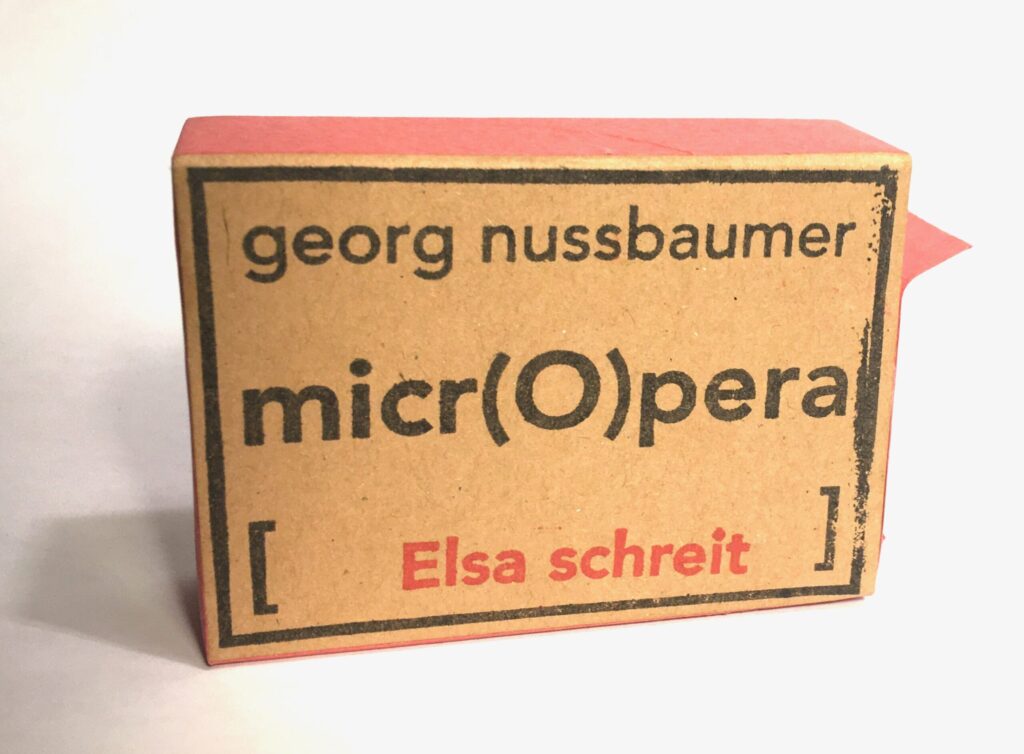 georg nussbaumer
micr(O)pera
[ Elsa schreit ]